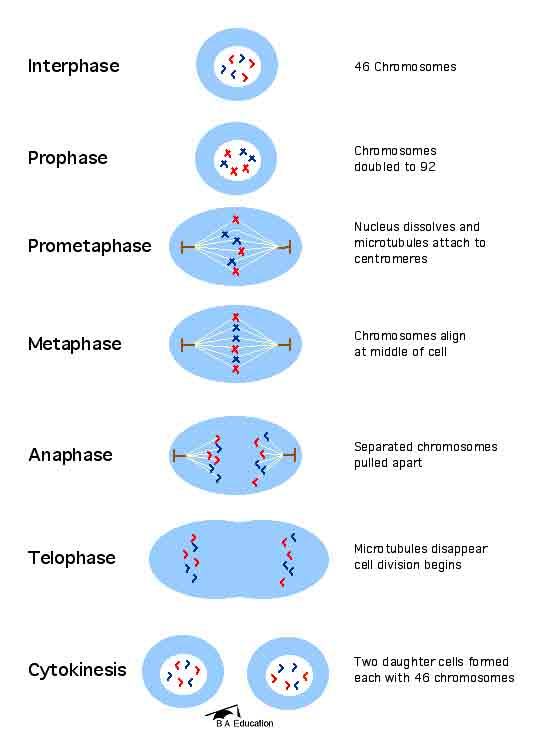 Interphase
46 Chromosomes
Prophase
Chromosomes
doubled to 92
Prometaphase
Nucleus dissolves and
microtubules attach to
centromeres
Metaphase
Chromosomes align
at middle of cell
Anaphase
Separated chromosomes
pulled apart
Telophase
Microtubules disappear
cell division begins
Cytokinesis
Two daughter cells formed
each with 46 chromosomes
B A Education